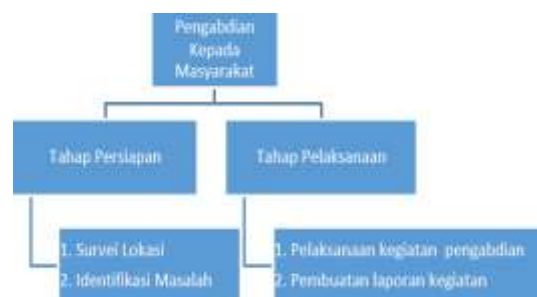 Pengabdian
Kepada
Masyarakat
Tahap Persiapan
Tahap Pelaksanaan
1. Survei Lokasi
2. Identifikasi Masalah
1. Pelaksanaan kegiatan pengabdian
2. Pembuatan laporan kegiatan